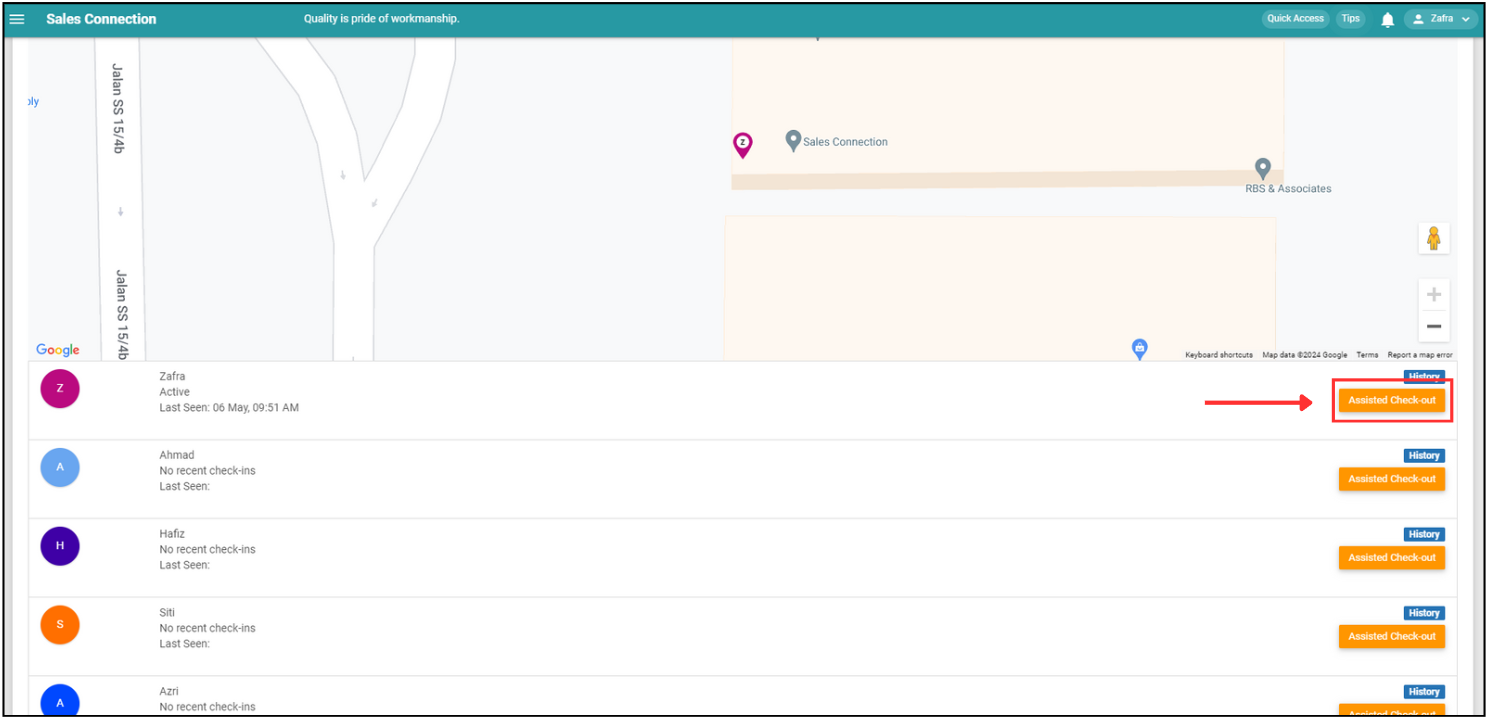 Sales Connection
Quality is pride of workmanship.
Quick Access
Tips
Zafra
Jalan SS 15/4b
Jalan SS 15/4b
Z
Sales Connection
RBS & Associates
Google
Keyboard shortcuts
Map data ©2024 Google
Terms
Report a map error
Z
Zafra
Active
Last Seen: 06 May, 09:51 AM
History
Assisted Check-out
A
Ahmad
No recent check-ins
Last Seen:
History
Assisted Check-out
H
Hafiz
No recent check-ins
Last Seen:
History
Assisted Check-out
S
Siti
No recent check-ins
Last Seen:
History
Assisted Check-out
A
Azri
No recent check-ins
History
Assisted Check-out